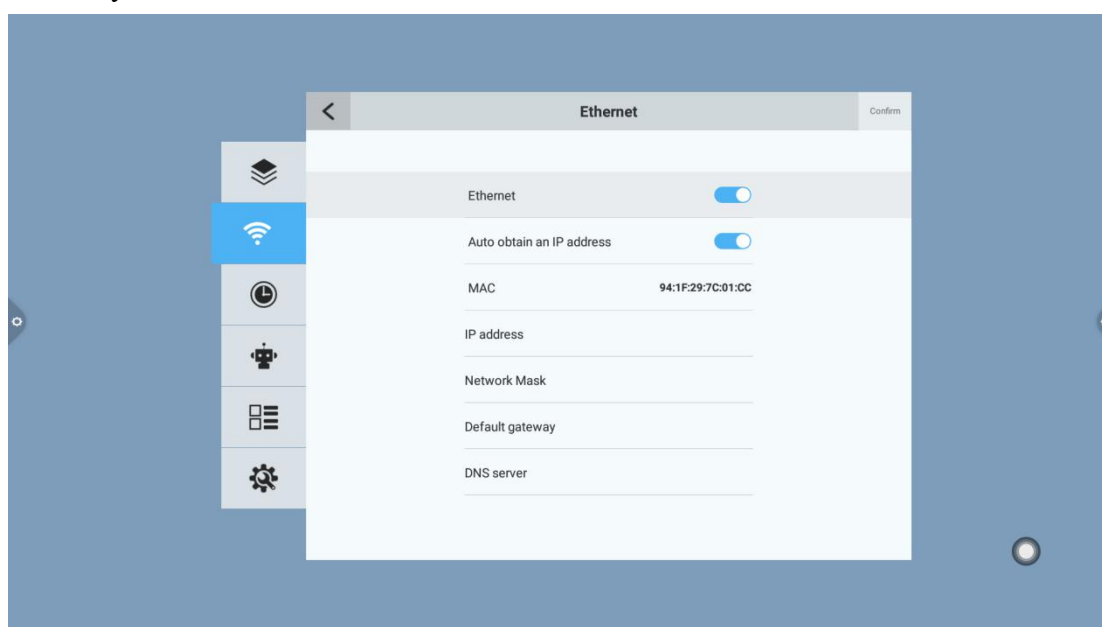 Ethernet
Confirm
Ethernet
Auto obtain an IP address
MAC 94:1F:29:7C:01:CC
IP address
Network Mask
Default gateway
DNS server